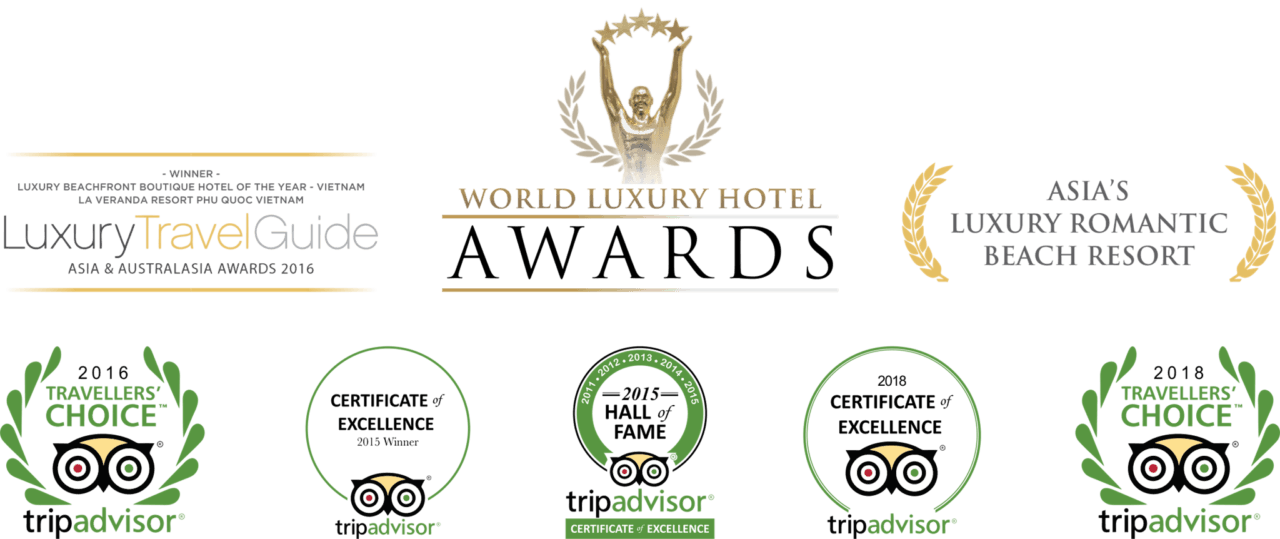 - WINNER -
LUXURY BEACHFRONT BOUTIQUE HOTEL OF THE YEAR - VIETNAM
LA VERANDA RESORT PHU QUOC VIETNAM
LuxuryTravelGuide
ASIA & AUSTRALASIA AWARDS 2016
WORLD LUXURY HOTEL
AWARDS
ASIA'S
LUXURY ROMANTIC
BEACH RESORT
2016
TRAVELLERS'
CHOICE™
tripadvisor®
CERTIFICATE of
EXCELLENCE
2015 Winner
tripadvisor®
2011 • 2012 • 2013 • 2014 • 2015
2015
HALL of
FAME
tripadvisor®
CERTIFICATE of EXCELLENCE
2018
CERTIFICATE of
EXCELLENCE
tripadvisor®
2018
TRAVELLERS'
CHOICE™
tripadvisor®